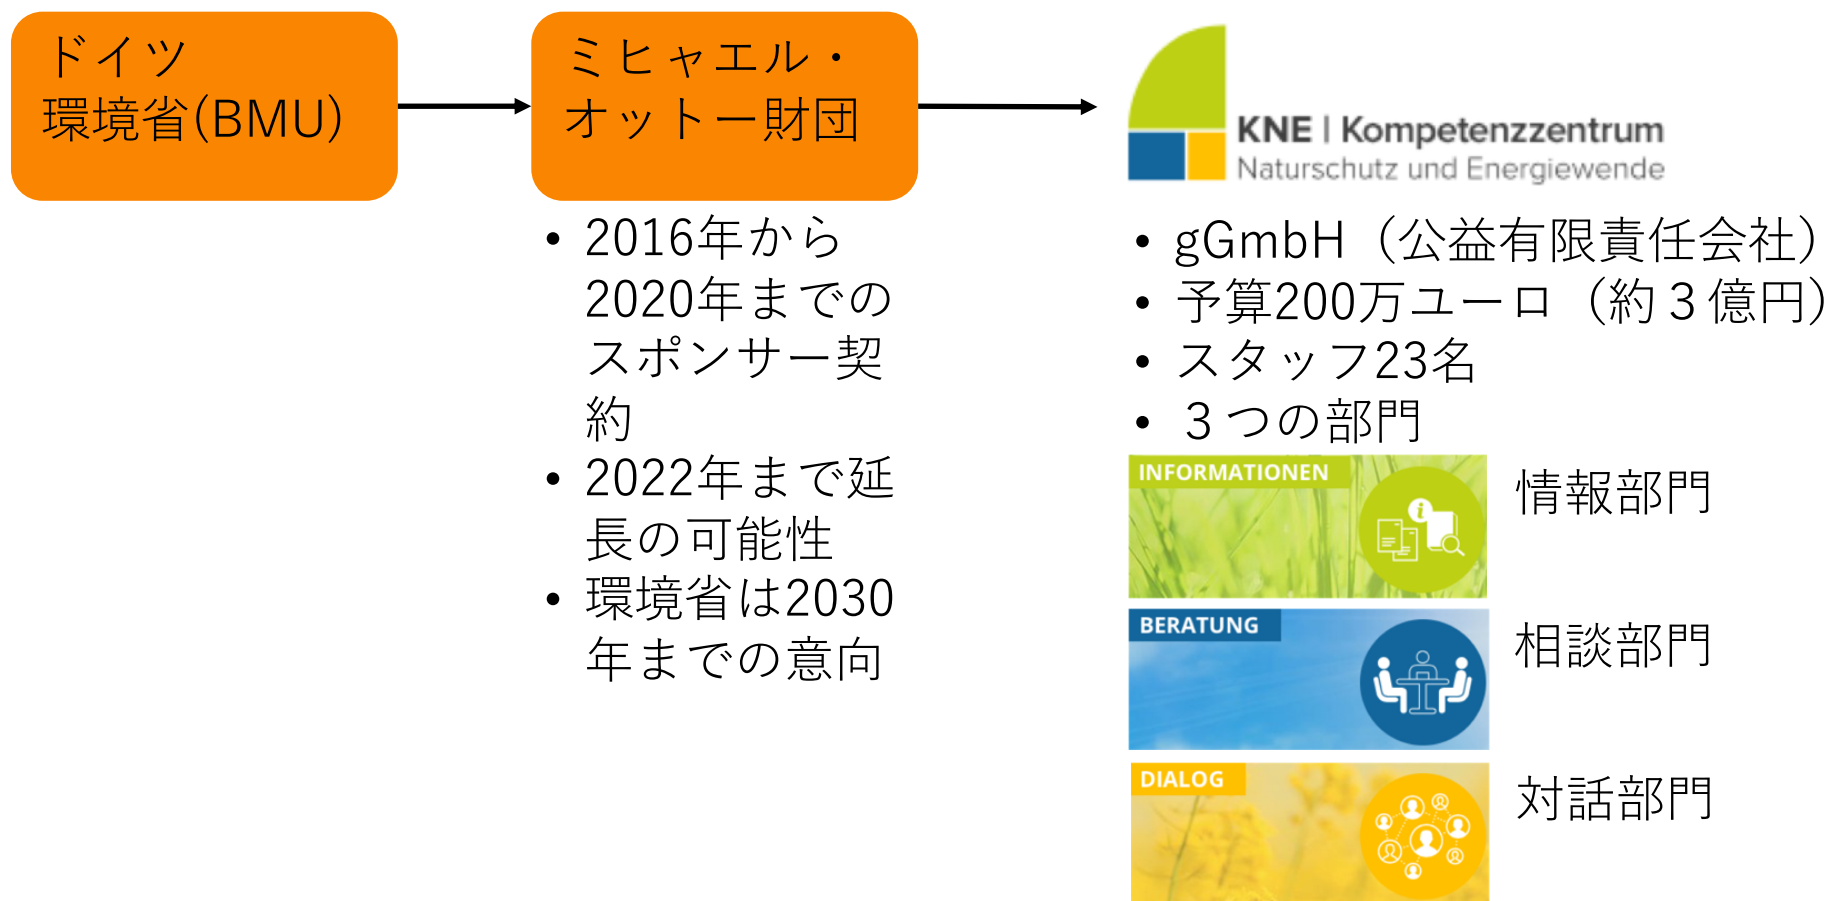 ドイツ
環境省(BMU)
ミヒャエル・
オットー財団
• 2016年から
2020年までの
スポンサー契
約
• 2022年まで延
長の可能性
• 環境省は2030
年までの意向
KNE | Kompetenzzentrum
Naturschutz und Energiewende
• gGmbH（公益有限責任会社）
• 予算200万ユーロ（約３億円）
• スタッフ23名
• ３つの部門
INFORMATIONEN
情報部門
BERATUNG
相談部門
DIALOG
対話部門